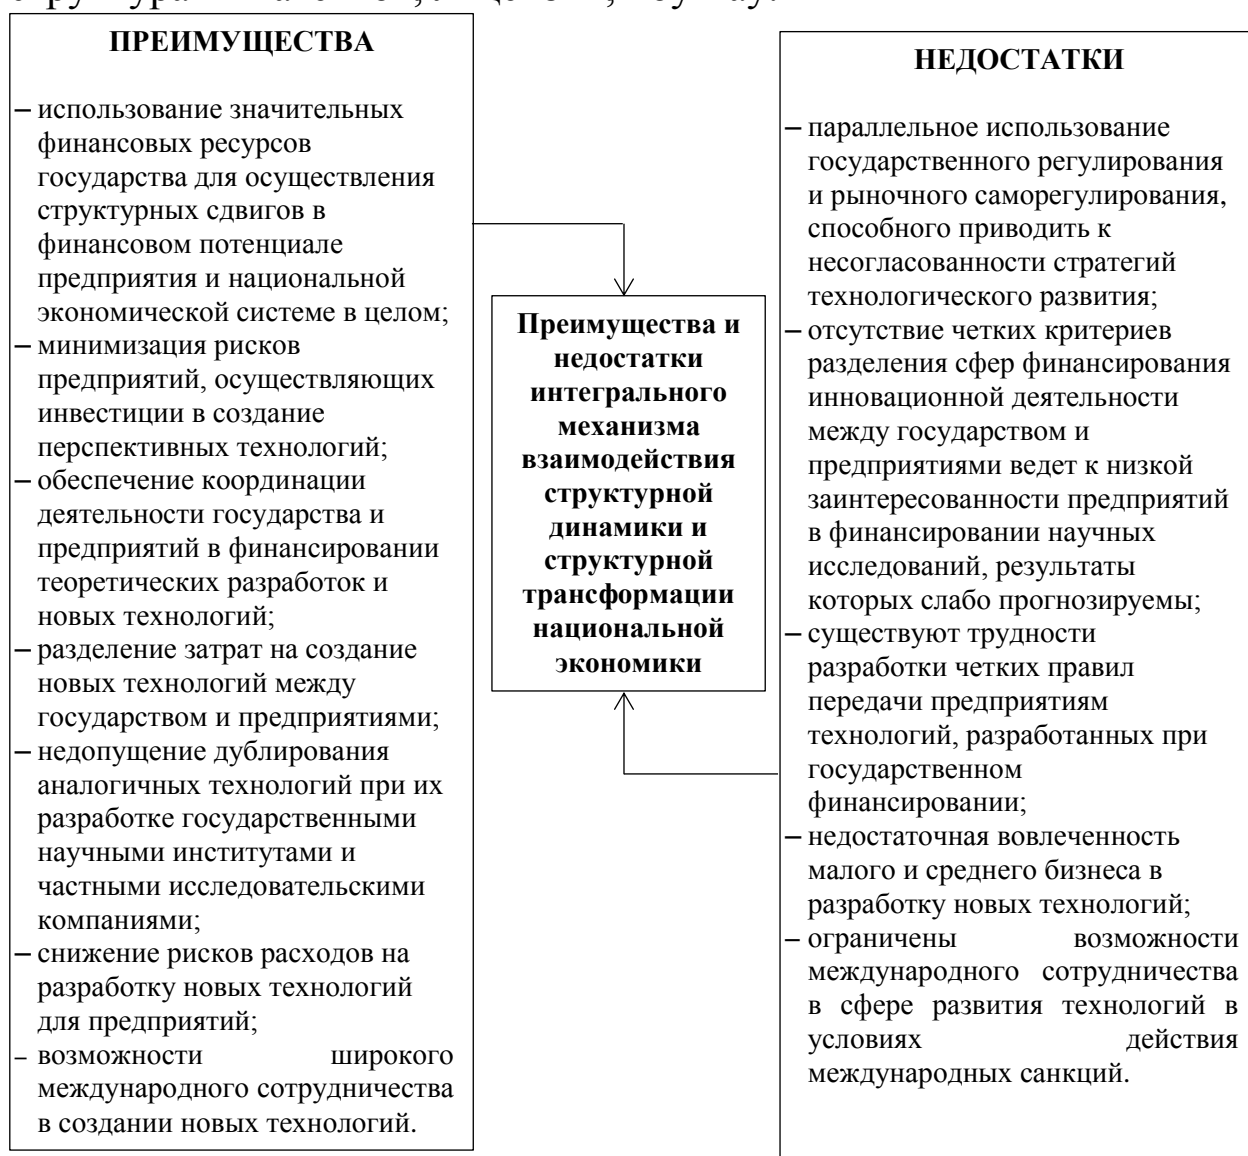 ПРЕИМУЩЕСТВА
– использование значительных
финансовых ресурсов
государства для осуществления
структурных сдвигов в
финансовом потенциале
предприятия и национальной
экономической системе в целом;
– минимизация рисков
предприятий, осуществляющих
инвестиции в создание
перспективных технологий;
– обеспечение координации
деятельности государства и
предприятий в финансировании
теоретических разработок и
новых технологий;
– разделение затрат на создание
новых технологий между
государством и предприятиями;
– недопущение дублирования
аналогичных технологий при их
разработке государственными
научными институтами и
частными исследовательскими
компаниями;
– снижение рисков расходов на
разработку новых технологий
для предприятий;
– возможности широкого
международного сотрудничества
в создании новых технологий.
Преимущества и
недостатки
интегрального
механизма
взаимодействия
структурной
динамики и
структурной
трансформации
национальной
экономики
НЕДОСТАТКИ
– параллельное использование
государственного регулирования
и рыночного саморегулирования,
способного приводить к
несогласованности стратегий
технологического развития;
– отсутствие четких критериев
разделения сфер финансирования
инновационной деятельности
между государством и
предприятиями ведет к низкой
заинтересованности предприятий
в финансировании научных
исследований, результаты
которых слабо прогнозируемы;
– существуют трудности
разработки четких правил
передачи предприятиям
технологий, разработанных при
государственном
финансировании;
– недостаточная вовлеченность
малого и среднего бизнеса в
разработку новых технологий;
– ограничены возможности
международного сотрудничества
в сфере развития технологий в
условиях действия
международных санкций.